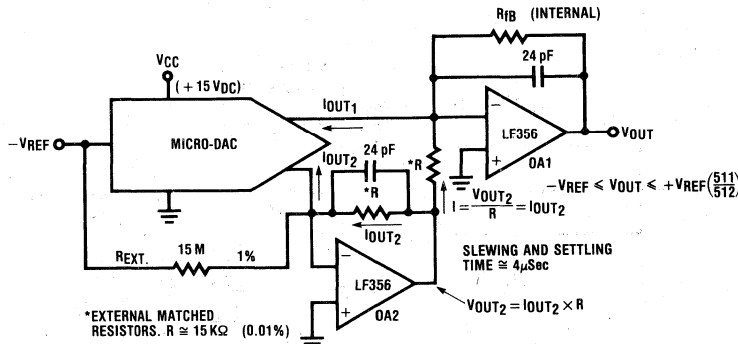 RfB (INTERNAL)
24 pF
VCC
(+15 VDC)
IOUT1
−VREF
MICRO-DAC
LF356
OA1
VOUT
IOUT2
24 pF
*R
*R
I = VOUT2/R = IOUT2
−VREF ≤ VOUT ≤ +VREF(511/512)
IOUT2
REXT.
15 M
1%
SLEWING AND SETTLING
TIME ≅ 4µSec
LF356
OA2
VOUT2 = IOUT2 × R
*EXTERNAL MATCHED
RESISTORS. R ≅ 15 KΩ (0.01%)